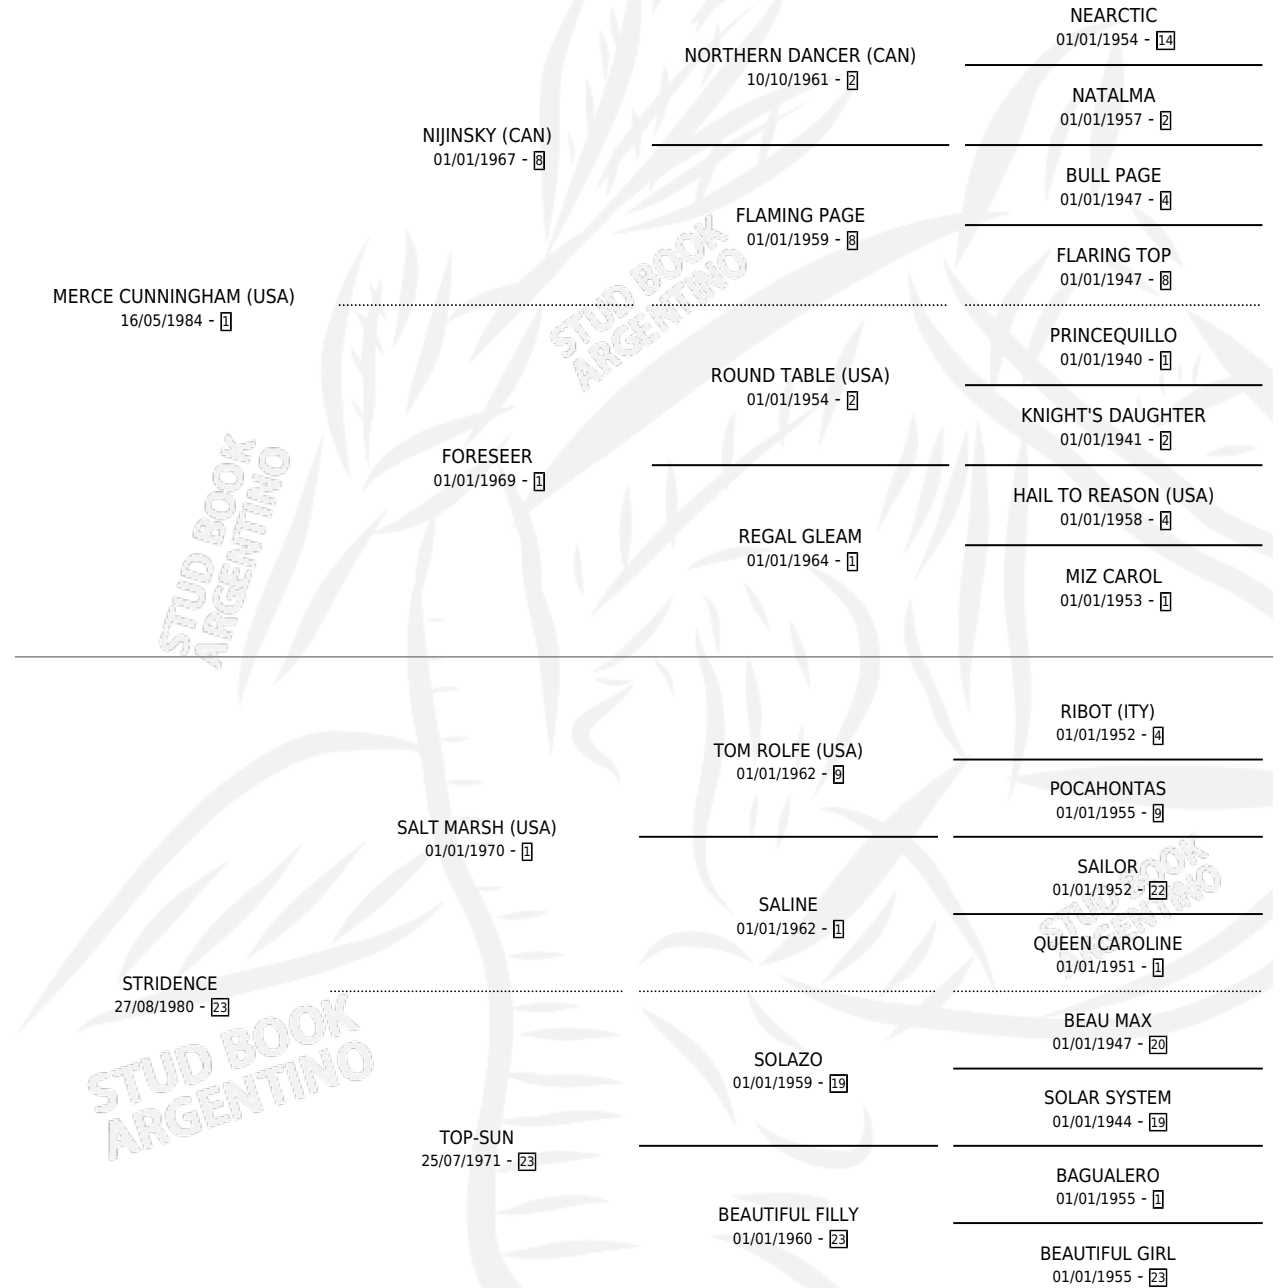 NEARCTIC
01/01/1954 - 14
NORTHERN DANCER (CAN)
10/10/1961 - 2
NATALMA
01/01/1957 - 2
NIJINSKY (CAN)
01/01/1967 - 8
BULL PAGE
01/01/1947 - 4
FLAMING PAGE
01/01/1959 - 8
FLARING TOP
01/01/1947 - 8
MERCE CUNNINGHAM (USA)
16/05/1984 - 1
PRINCEQUILLO
01/01/1940 - 1
ROUND TABLE (USA)
01/01/1954 - 2
KNIGHT'S DAUGHTER
01/01/1941 - 2
FORESEER
01/01/1969 - 1
HAIL TO REASON (USA)
01/01/1958 - 4
REGAL GLEAM
01/01/1964 - 1
MIZ CAROL
01/01/1953 - 1
RIBOT (ITY)
01/01/1952 - 4
TOM ROLFE (USA)
01/01/1962 - 9
POCAHONTAS
01/01/1955 - 9
SALT MARSH (USA)
01/01/1970 - 1
SAILOR
01/01/1952 - 22
SALINE
01/01/1962 - 1
QUEEN CAROLINE
01/01/1951 - 1
STRIDENCE
27/08/1980 - 23
BEAU MAX
01/01/1947 - 20
SOLAZO
01/01/1959 - 19
SOLAR SYSTEM
01/01/1944 - 19
TOP-SUN
25/07/1971 - 23
BAGUALERO
01/01/1955 - 1
BEAUTIFUL FILLY
01/01/1960 - 23
BEAUTIFUL GIRL
01/01/1955 - 23
STUD BOOK
ARGENTINO
STUD BOOK
ARGENTINO
STUD BOOK
ARGENTINO
STUD BOOK
ARGENTINO